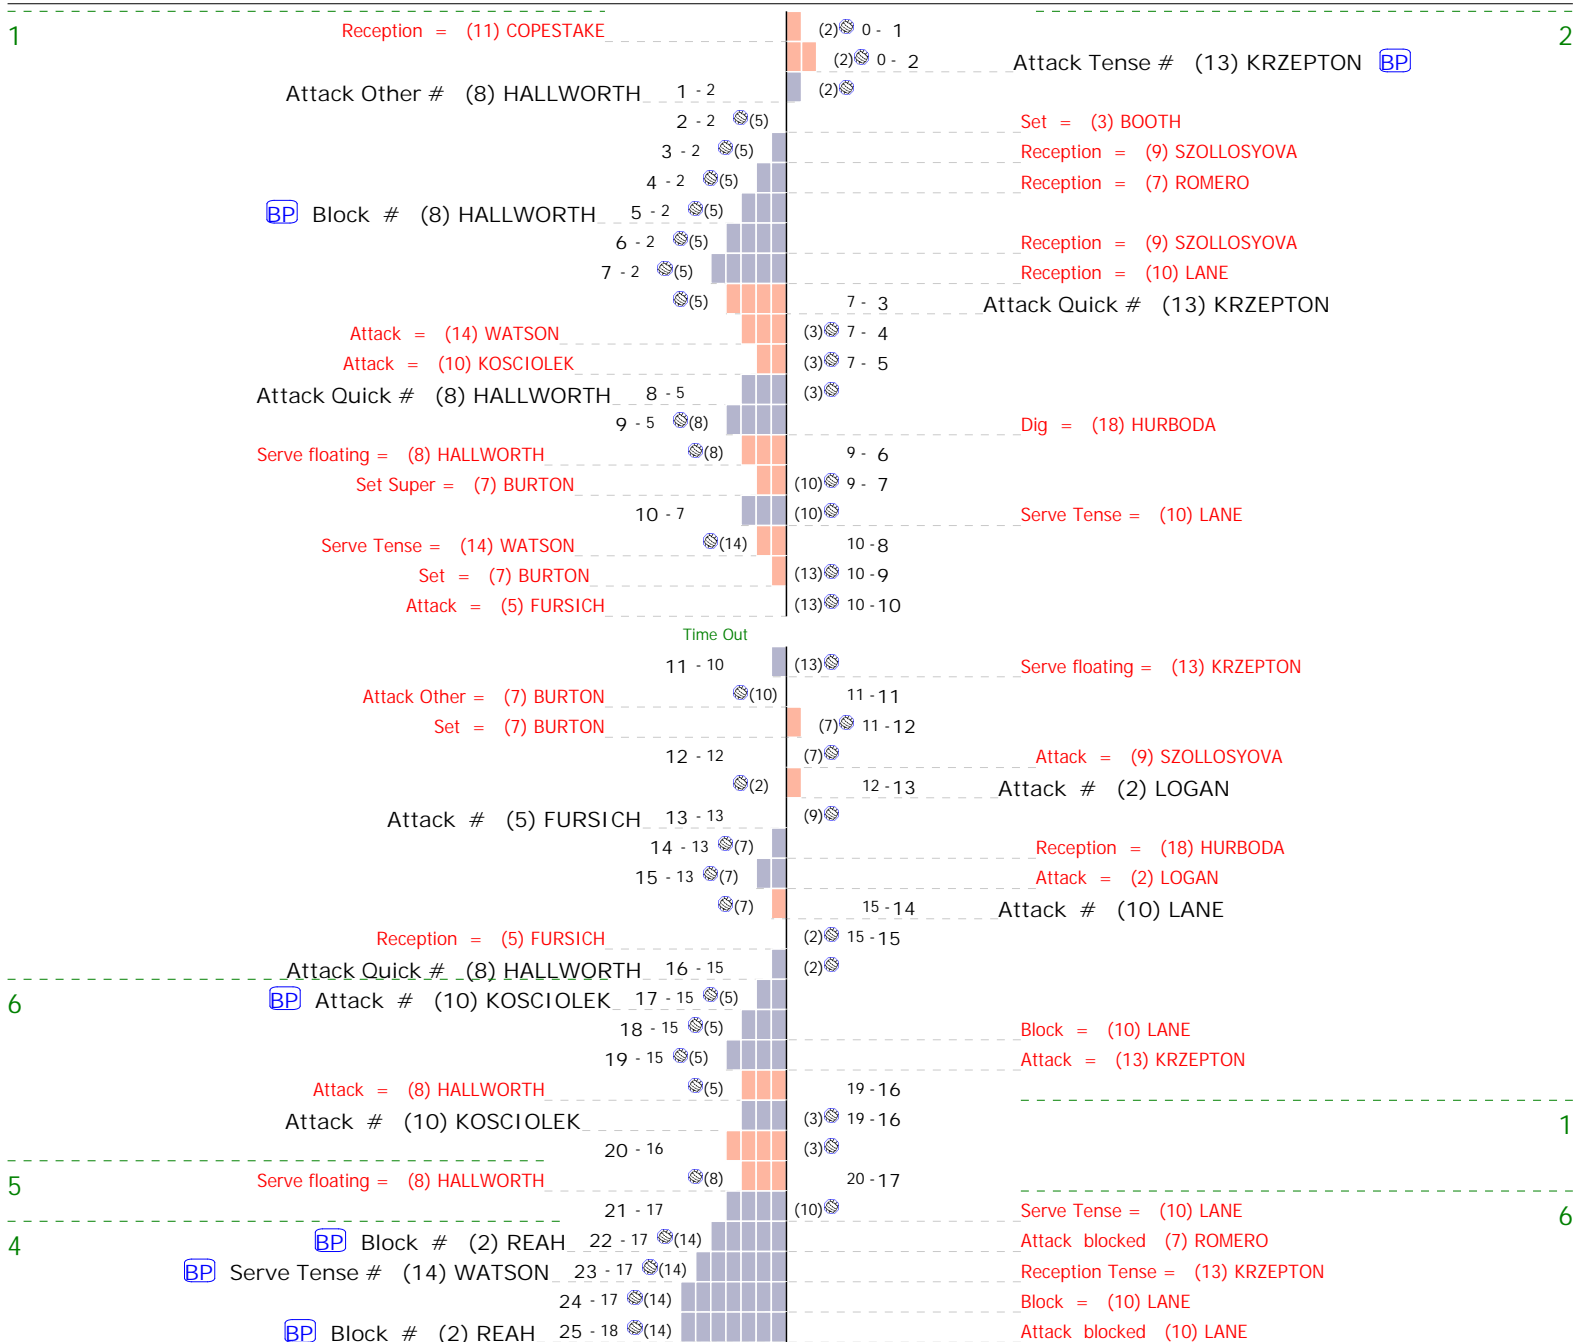 1 Reception = (11) COPESTAKE (2) 0 - 1 2
(2) 0 - 2 Attack Tense # (13) KRZEPTON BP
Attack Other # (8) HALLWORTH 1 - 2 (2)
2 - 2 (5) Set = (3) BOOTH
3 - 2 (5) Reception = (9) SZOLLOSYOVA
4 - 2 (5) Reception = (7) ROMERO
BP Block # (8) HALLWORTH 5 - 2 (5)
6 - 2 (5) Reception = (9) SZOLLOSYOVA
7 - 2 (5) Reception = (10) LANE
(5) 7 - 3 Attack Quick # (13) KRZEPTON
Attack = (14) WATSON (3) 7 - 4
Attack = (10) KOSCIOLEK (3) 7 - 5
Attack Quick # (8) HALLWORTH 8 - 5 (3)
9 - 5 (8) Dig = (18) HURBODA
Serve floating = (8) HALLWORTH (8) 9 - 6
Set Super = (7) BURTON (10) 9 - 7
10 - 7 (10) Serve Tense = (10) LANE
Serve Tense = (14) WATSON (14) 10 - 8
Set = (7) BURTON (13) 10 - 9
Attack = (5) FURSICH (13) 10 - 10
Time Out
11 - 10 (13) Serve floating = (13) KRZEPTON
Attack Other = (7) BURTON (10) 11 - 11
Set = (7) BURTON (7) 11 - 12
12 - 12 (7) Attack = (9) SZOLLOSYOVA
(2) 12 - 13 Attack # (2) LOGAN
Attack # (5) FURSICH 13 - 13 (9)
14 - 13 (7) Reception = (18) HURBODA
15 - 13 (7) Attack = (2) LOGAN
(7) 15 - 14 Attack # (10) LANE
Reception = (5) FURSICH (2) 15 - 15
Attack Quick # (8) HALLWORTH 16 - 15 (2)
6 BP Attack # (10) KOSCIOLEK 17 - 15 (5)
18 - 15 (5) Block = (10) LANE
19 - 15 (5) Attack = (13) KRZEPTON
Attack = (8) HALLWORTH (5) 19 - 16
Attack # (10) KOSCIOLEK (3) 19 - 16 1
20 - 16 (3)
5 Serve floating = (8) HALLWORTH (8) 20 - 17
21 - 17 (10) Serve Tense = (10) LANE 6
4 BP Block # (2) REAH 22 - 17 (14) Attack blocked (7) ROMERO
BP Serve Tense # (14) WATSON 23 - 17 (14) Reception Tense = (13) KRZEPTON
24 - 17 (14) Block = (10) LANE
BP Block # (2) REAH 25 - 18 (14) Attack blocked (10) LANE